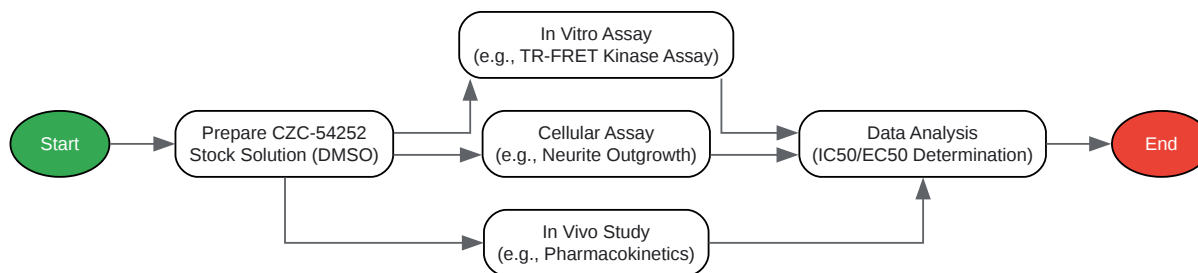 Start
Prepare CZC-54252
Stock Solution (DMSO)
In Vitro Assay
(e.g., TR-FRET Kinase Assay)
Cellular Assay
(e.g., Neurite Outgrowth)
In Vivo Study
(e.g., Pharmacokinetics)
Data Analysis
(IC50/EC50 Determination)
End